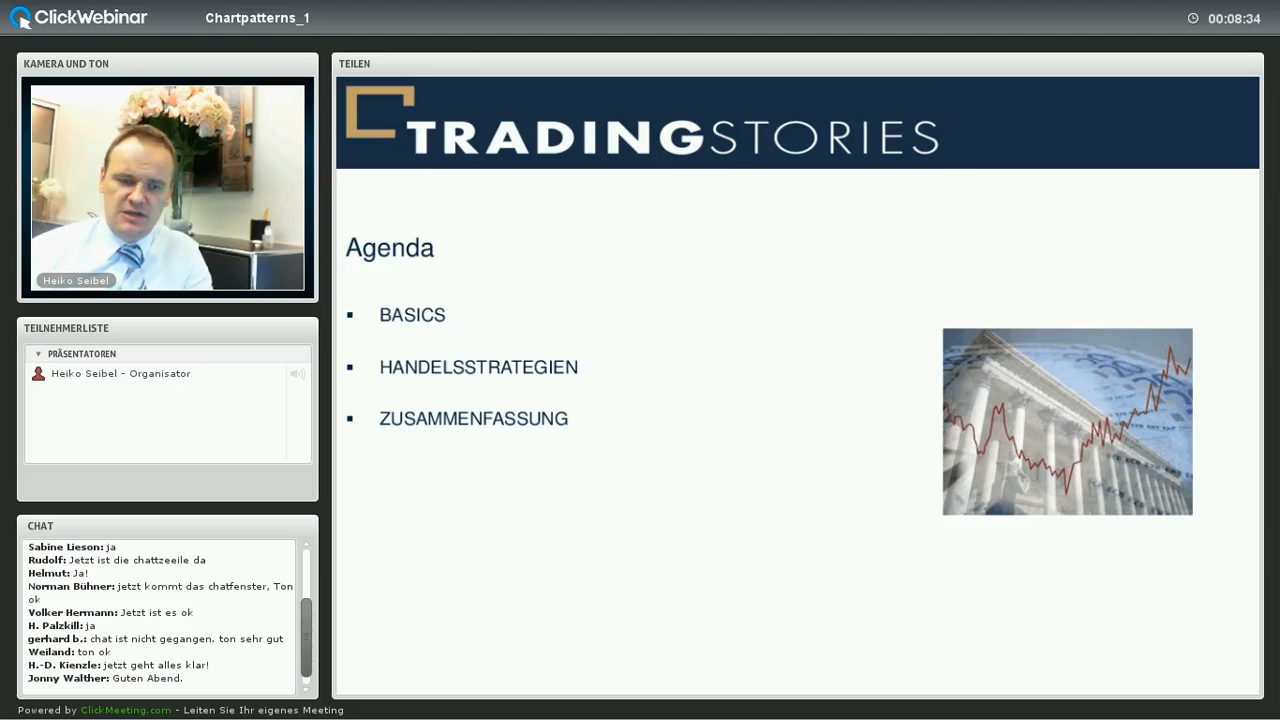 ClickWebinar
Chartpatterns_1
00:08:34
KAMERA UND TON
Heiko Seibel
TEILNEHMERLISTE
PRÄSENTATOREN
Heiko Seibel - Organisator
CHAT
Sabine Lieson: ja
Rudolf: Jetzt ist die chattzeeile da
Helmut: Ja!
Norman Bühner: jetzt kommt das chatfenster, Ton
ok
Volker Hermann: Jetzt ist es ok
H. Palzkill: ja
gerhard b.: chat ist nicht gegangen. ton sehr gut
Weiland: ton ok
H.-D. Kienzle: jetzt geht alles klar!
Jonny Walther: Guten Abend.
TEILEN
TRADINGSTORIES
Agenda
▪ BASICS
▪ HANDELSSTRATEGIEN
▪ ZUSAMMENFASSUNG
Powered by ClickMeeting.com - Leiten Sie Ihr eigenes Meeting